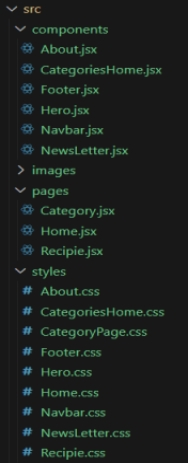 src
components
About.jsx
CategoriesHome.jsx
Footer.jsx
Hero.jsx
Navbar.jsx
NewsLetter.jsx
images
pages
Category.jsx
Home.jsx
Recipie.jsx
styles
# About.css
# CategoriesHome.css
# CategoryPage.css
# Footer.css
# Hero.css
# Home.css
# Navbar.css
# NewsLetter.css
# Recipie.css